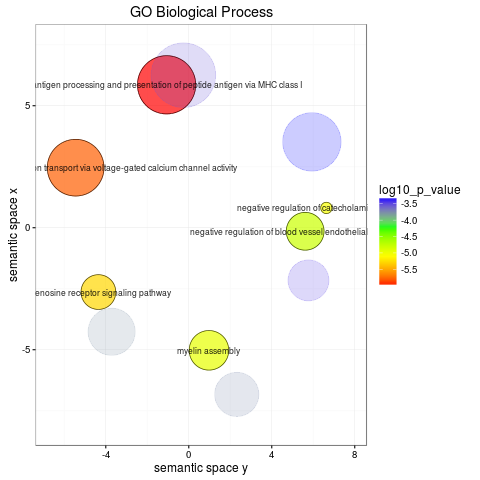 GO Biological Process
antigen processing and presentation of peptide antigen via MHC class I
transport via voltage-gated calcium channel activity
negative regulation of catecholami
negative regulation of blood vessel endothelial
enosine receptor signaling pathway
myelin assembly
5
0
-5
-4
0
4
8
semantic space x
semantic space y
log10_p_value
-3.5
-4.0
-4.5
-5.0
-5.5